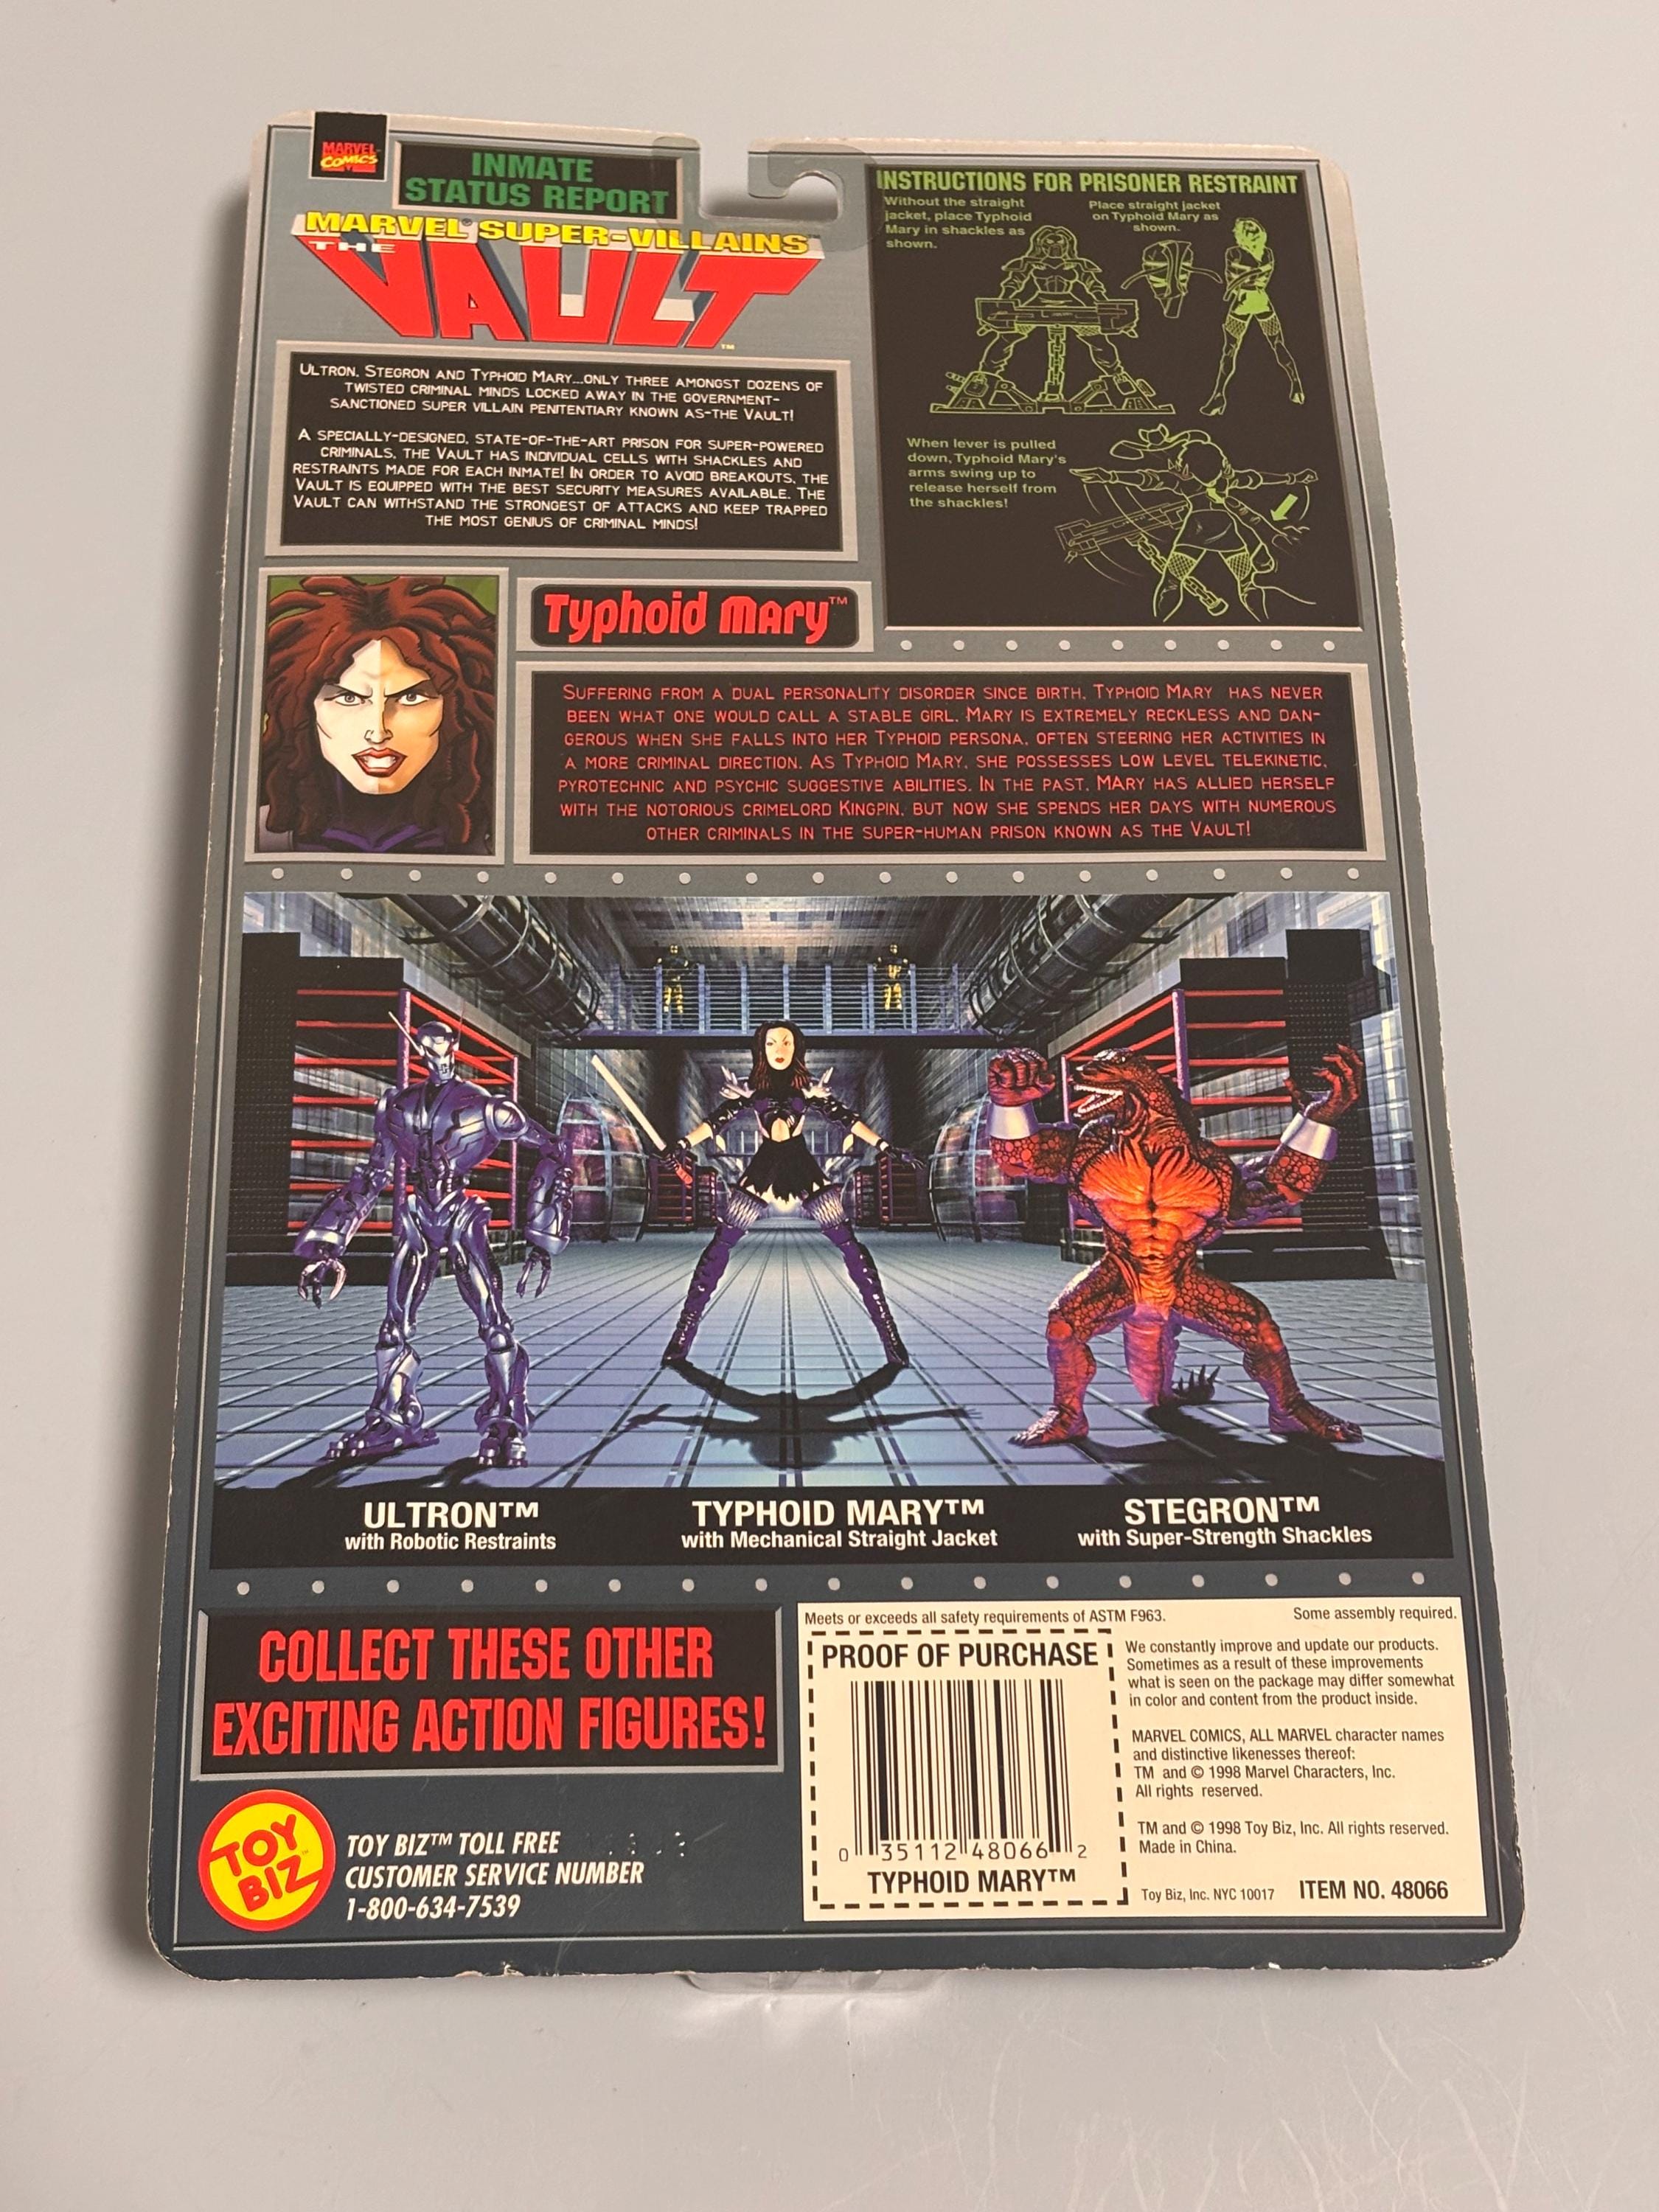 MARVEL
COMICS
INMATE
STATUS REPORT
MARVEL® SUPER-VILLAINS™
THE
VAULT™
ULTRON, STEGRON AND TYPHOID MARY...ONLY THREE AMONGST DOZENS OF
TWISTED CRIMINAL MINDS LOCKED AWAY IN THE GOVERNMENT-
SANCTIONED SUPER VILLAIN PENITENTIARY KNOWN AS-THE VAULT!
A SPECIALLY-DESIGNED, STATE-OF-THE-ART PRISON FOR SUPER-POWERED
CRIMINALS, THE VAULT HAS INDIVIDUAL CELLS WITH SHACKLES AND
RESTRAINTS MADE FOR EACH INMATE! IN ORDER TO AVOID BREAKOUTS, THE
VAULT IS EQUIPPED WITH THE BEST SECURITY MEASURES AVAILABLE. THE
VAULT CAN WITHSTAND THE STRONGEST OF ATTACKS AND KEEP TRAPPED
THE MOST GENIUS OF CRIMINAL MINDS!
INSTRUCTIONS FOR PRISONER RESTRAINT
Without the straight
jacket, place Typhoid
Mary in shackles as
shown.
Place straight jacket
on Typhoid Mary as
shown.
When lever is pulled
down, Typhoid Mary's
arms swing up to
release herself from
the shackles!
Typhoid Mary™
SUFFERING FROM A DUAL PERSONALITY DISORDER SINCE BIRTH, TYPHOID MARY HAS NEVER
BEEN WHAT ONE WOULD CALL A STABLE GIRL. MARY IS EXTREMELY RECKLESS AND DAN-
GEROUS WHEN SHE FALLS INTO HER TYPHOID PERSONA, OFTEN STEERING HER ACTIVITIES IN
A MORE CRIMINAL DIRECTION. AS TYPHOID MARY, SHE POSSESSES LOW LEVEL TELEKINETIC,
PYROTECHNIC AND PSYCHIC SUGGESTIVE ABILITIES. IN THE PAST, MARY HAS ALLIED HERSELF
WITH THE NOTORIOUS CRIMELORD KINGPIN, BUT NOW SHE SPENDS HER DAYS WITH NUMEROUS
OTHER CRIMINALS IN THE SUPER-HUMAN PRISON KNOWN AS THE VAULT!
ULTRON™
with Robotic Restraints
TYPHOID MARY™
with Mechanical Straight Jacket
STEGRON™
with Super-Strength Shackles
COLLECT THESE OTHER
EXCITING ACTION FIGURES!
TOY
BIZ™
TOY BIZ™ TOLL FREE
CUSTOMER SERVICE NUMBER
1-800-634-7539
Meets or exceeds all safety requirements of ASTM F963.
Some assembly required.
PROOF OF PURCHASE
0 35112 48066 2
TYPHOID MARY™
We constantly improve and update our products.
Sometimes as a result of these improvements
what is seen on the package may differ somewhat
in color and content from the product inside.
MARVEL COMICS, ALL MARVEL character names
and distinctive likenesses thereof:
TM and © 1998 Marvel Characters, Inc.
All rights reserved.
TM and © 1998 Toy Biz, Inc. All rights reserved.
Made in China.
Toy Biz, Inc. NYC 10017
ITEM NO. 48066